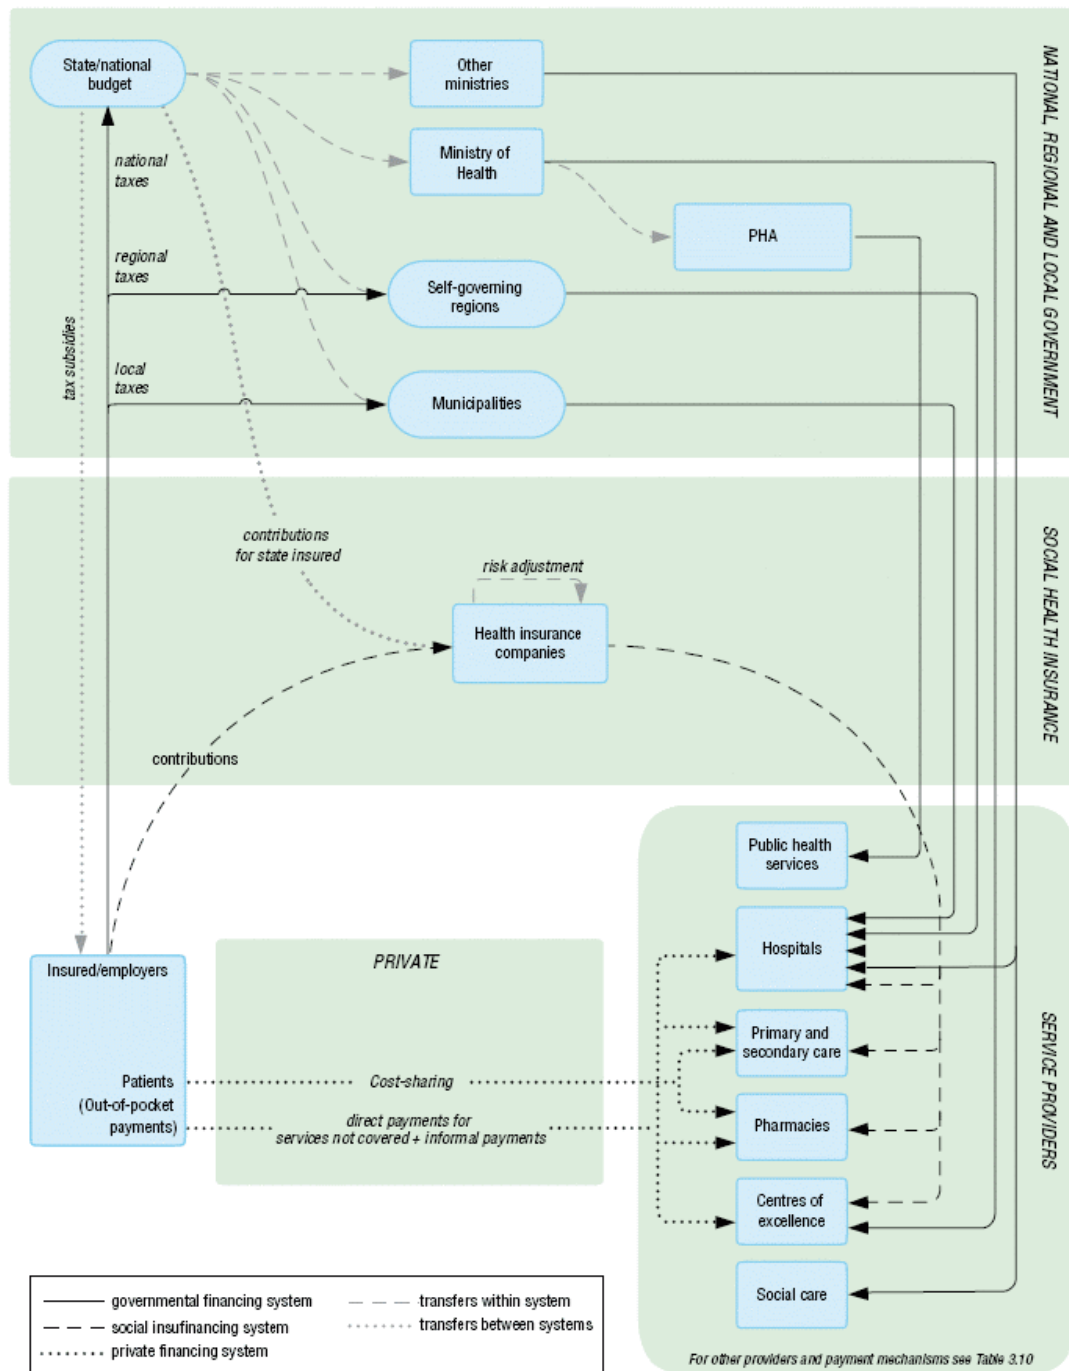 NATIONAL, REGIONAL AND LOCAL GOVERNMENT
State/national
budget
Other
ministries
Ministry of
Health
PHA
national
taxes
regional
taxes
Self-governing
regions
tax subsidies
local
taxes
Municipalities
SOCIAL HEALTH INSURANCE
contributions
for state insured
risk adjustment
Health insurance
companies
contributions
SERVICE PROVIDERS
Public health
services
Hospitals
Primary and
secondary care
Pharmacies
Centres of
excellence
Social care
For other providers and payment mechanisms see Table 3.10
Insured/employers
Patients
(Out-of-pocket
payments)
PRIVATE
Cost-sharing
direct payments for
services not covered + informal payments
governmental financing system
social insufinancing system
private financing system
transfers within system
transfers between systems